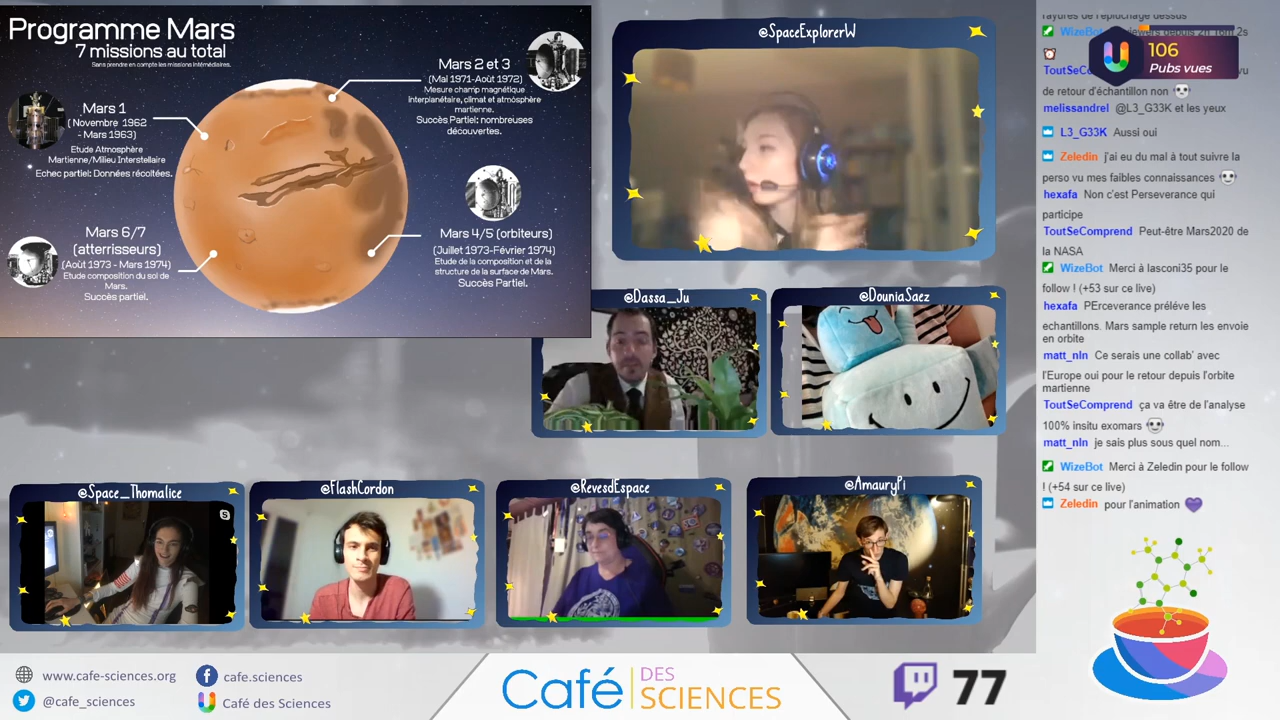 Programme Mars
7 missions au total
Sans prendre en compte les missions intérmédiaires.
Mars 1
( Novembre 1962
- Mars 1963)
Etude Atmosphère
Martienne/Milieu Interstellaire
Echec partiel: Données récoltées.
Mars 2 et 3
(Mai 1971-Août 1972)
Mesure champ magnétique
interplanétaire, climat et atmosphère
martienne.
Succès Partiel: nombreuses
découvertes.
Mars 6/7
(atterrisseurs)
(Août 1973 - Mars 1974)
Etude composition du sol de
Mars.
Succès partiel.
Mars 4/5 (orbiteurs)
(Juillet 1973-Février 1974)
Etude de la composition et de la
structure de la surface de Mars.
Succès Partiel.
@SpaceExplorerW
@Dassa_Ju
@DouniaSaez
@Space_Thomalice
@FlashCordon
@RevesdEspace
@AmauryPi
rayures de l'épluchage dessus
WizeBot
106
Pubs vues
ToutSeCo vu
de retour d'échantillon non
melissandrel @L3_G33K et les yeux
L3_G33K Aussi oui
Zeledin j'ai eu du mal à tout suivre la
perso vu mes faibles connaissances
hexafa Non c'est Perseverance qui
participe
ToutSeComprend Peut-être Mars2020 de
la NASA
WizeBot Merci à lasconi35 pour le
follow ! (+53 sur ce live)
hexafa PErceverance préléve les
echantillons. Mars sample return les envoie
en orbite
matt_nln Ce serais une collab' avec
l'Europe oui pour le retour depuis l'orbite
martienne
ToutSeComprend ça va être de l'analyse
100% insitu exomars
matt_nln je sais plus sous quel nom...
WizeBot Merci à Zeledin pour le follow
! (+54 sur ce live)
Zeledin pour l'animation
www.cafe-sciences.org
cafe.sciences
@cafe_sciences
Café des Sciences
Café DES SCIENCES
77